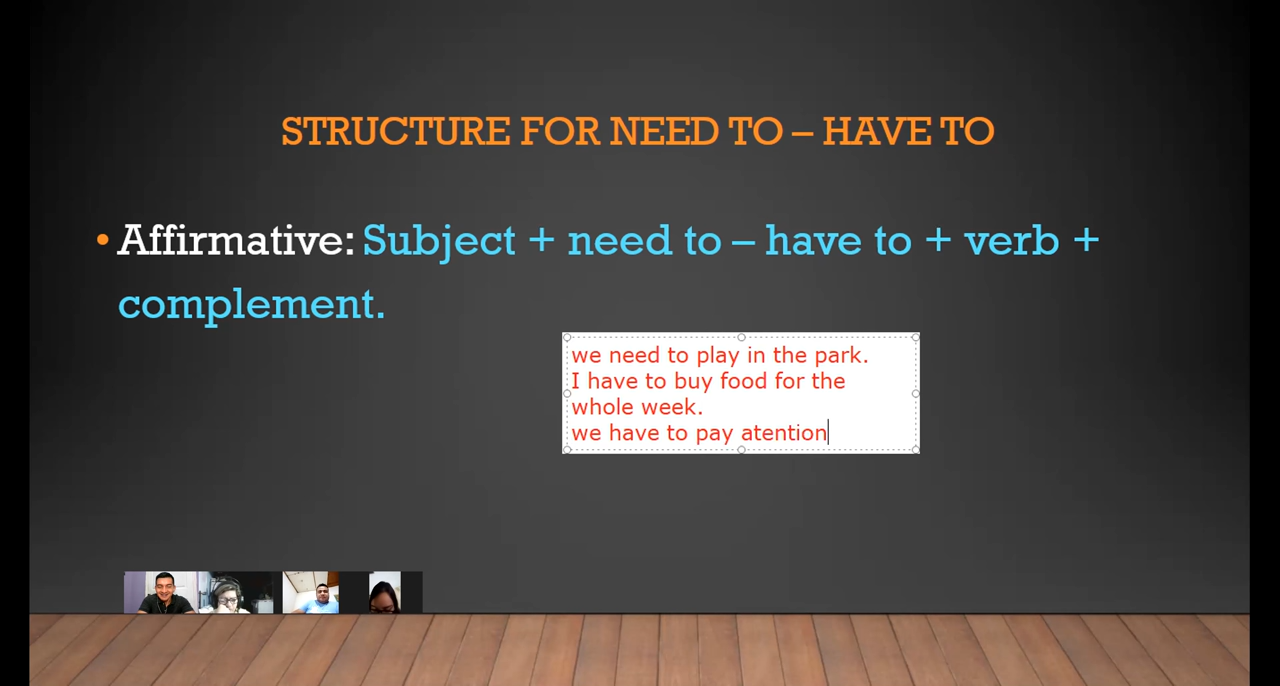 STRUCTURE FOR NEED TO – HAVE TO
• Affirmative: Subject + need to – have to + verb +
complement.
we need to play in the park.
I have to buy food for the
whole week.
we have to pay atention